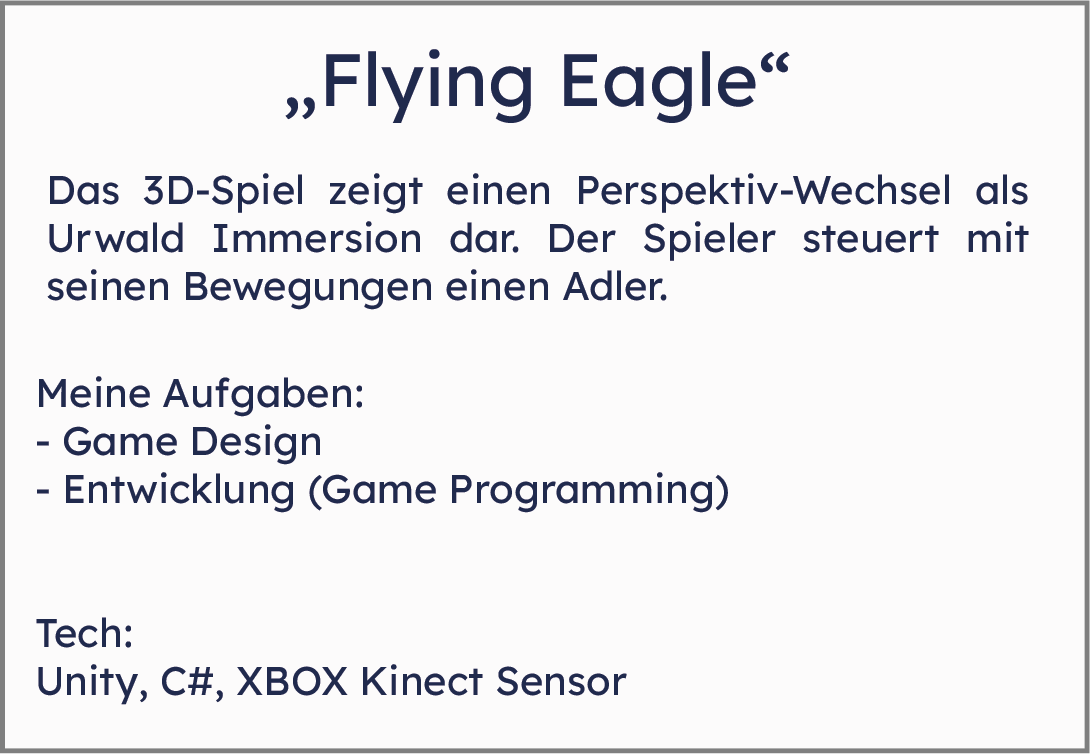 „Flying Eagle“
Das 3D-Spiel zeigt einen Perspektiv-Wechsel als
Urwald Immersion dar. Der Spieler steuert mit
seinen Bewegungen einen Adler.
Meine Aufgaben:
- Game Design
- Entwicklung (Game Programming)
Tech:
Unity, C#, XBOX Kinect Sensor